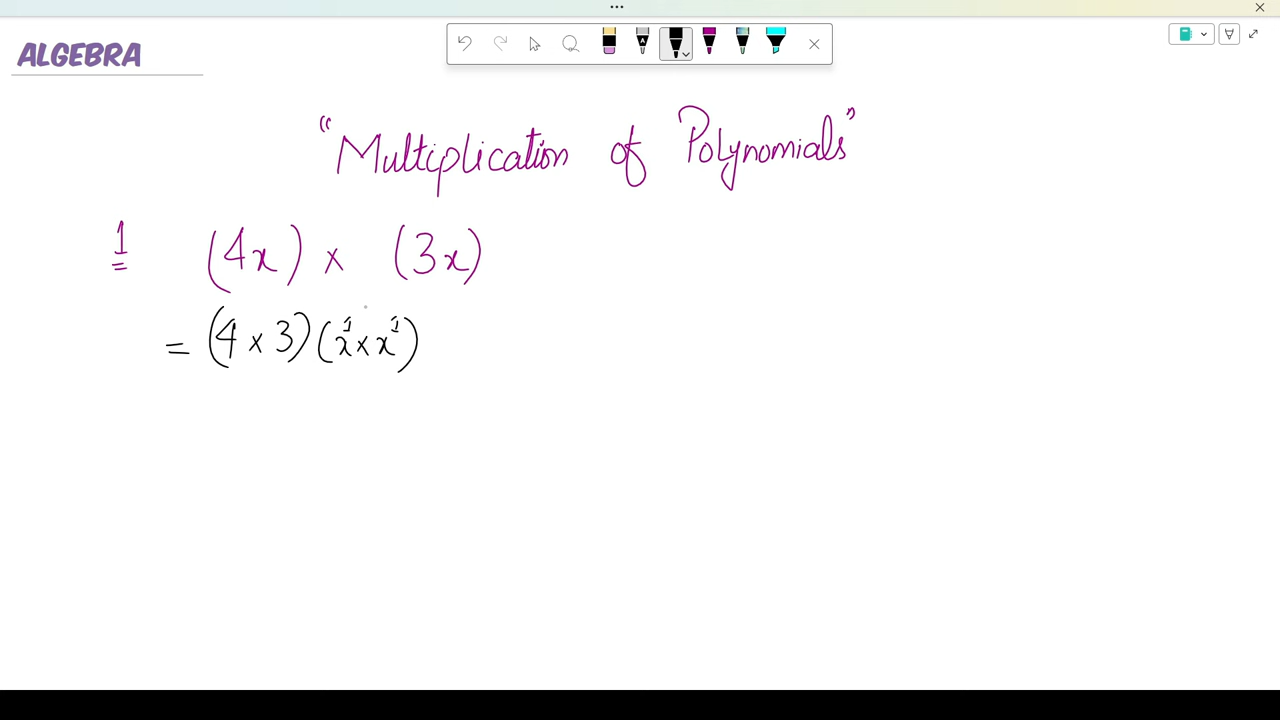 ALGEBRA
"Multiplication of Polynomials"
1 (4x) × (3x)
= (4 × 3) (x¹ × x¹)